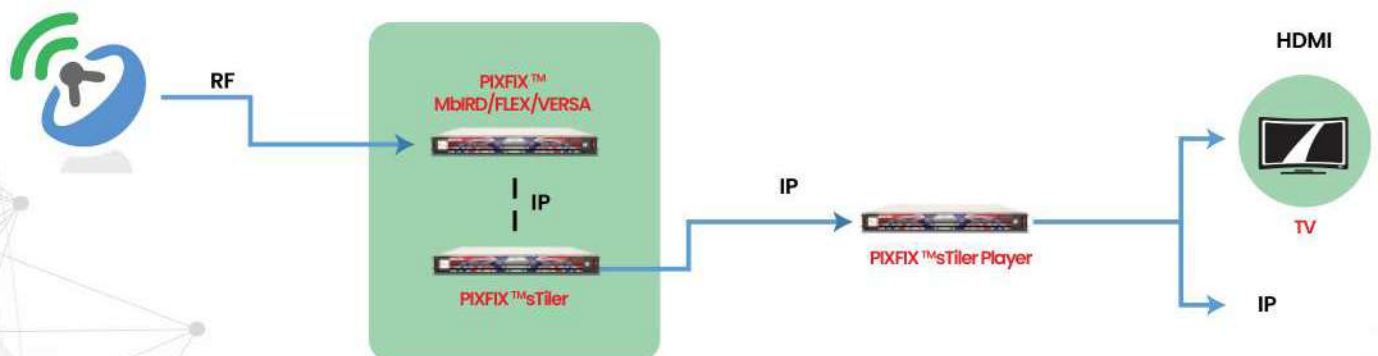 RF
PIXFIX™
MbIRD/FLEX/VERSA
IP
PIXFIX™sTiler
IP
PIXFIX™sTiler Player
HDMI
TV
IP